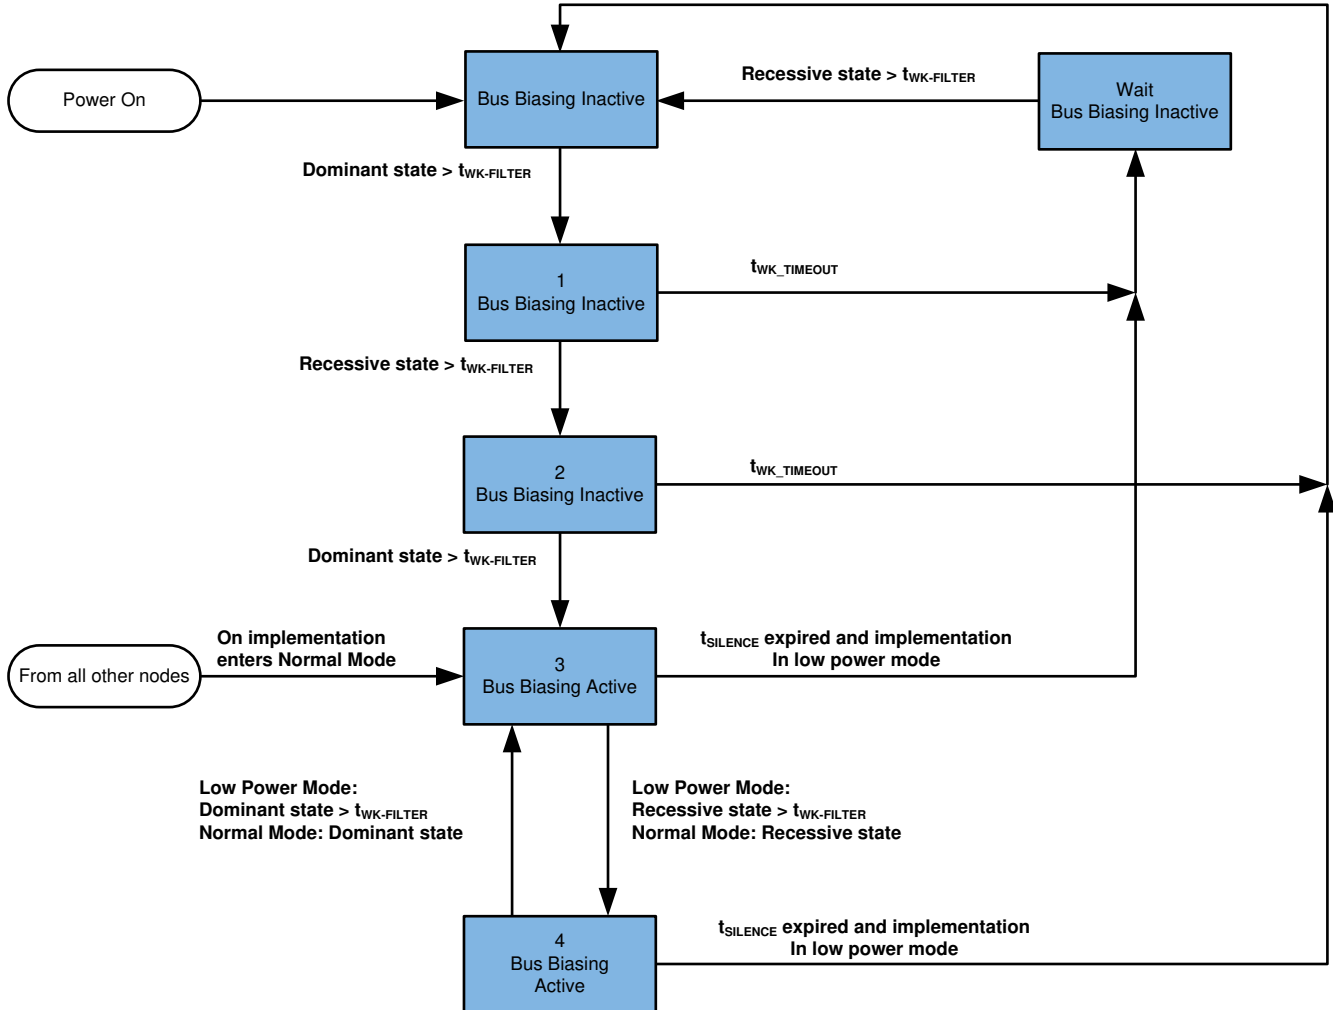 Power On
Bus Biasing Inactive
Recessive state > tWK-FILTER
Wait
Bus Biasing Inactive
Dominant state > tWK-FILTER
1
Bus Biasing Inactive
tWK_TIMEOUT
Recessive state > tWK-FILTER
2
Bus Biasing Inactive
tWK_TIMEOUT
Dominant state > tWK-FILTER
From all other nodes
On implementation
enters Normal Mode
3
Bus Biasing Active
tSILENCE expired and implementation
In low power mode
Low Power Mode:
Dominant state > tWK-FILTER
Normal Mode: Dominant state
Low Power Mode:
Recessive state > tWK-FILTER
Normal Mode: Recessive state
4
Bus Biasing
Active
tSILENCE expired and implementation
In low power mode